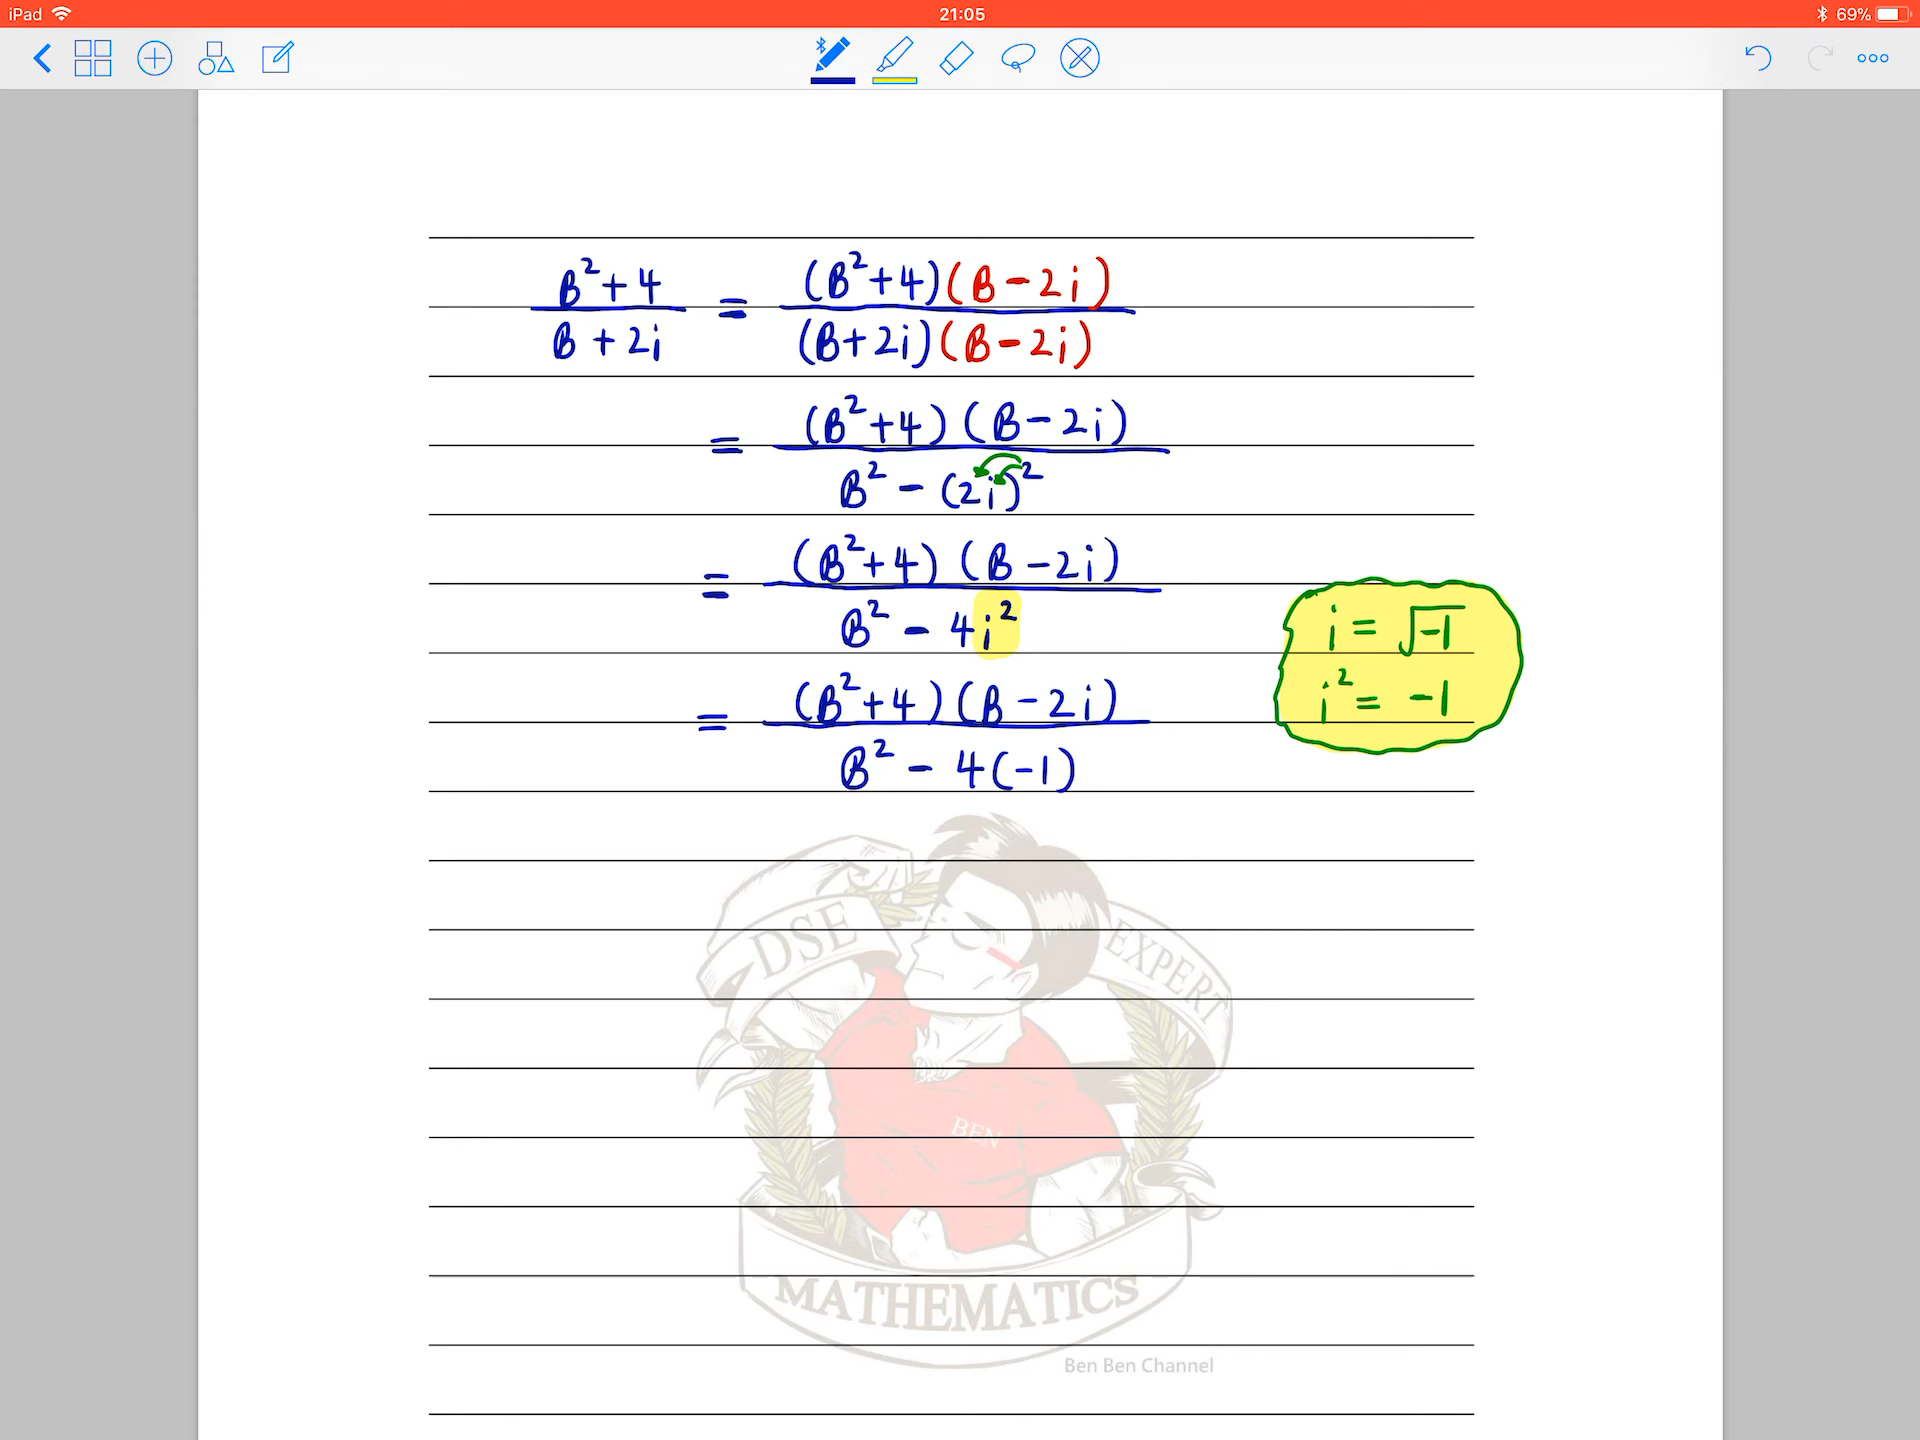 iPad 21:05 69%
B² + 4 / B + 2i = (B² + 4)(B − 2i) / (B + 2i)(B − 2i)
= (B² + 4)(B − 2i) / B² − (2i)²
= (B² + 4)(B − 2i) / B² − 4i²
i = √−1
= (B² + 4)(B − 2i) / B² − 4(−1)
i² = −1
DSE EXPERT
BEN
MATHEMATICS
Ben Ben Channel